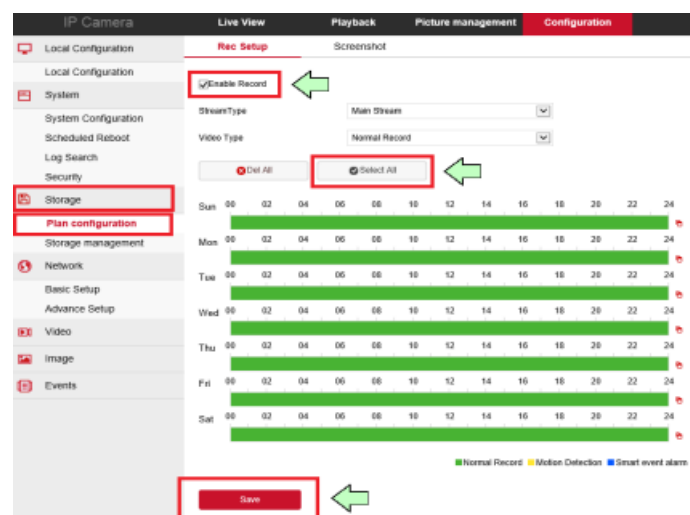 IP Camera
Live View Playback Picture management Configuration
Local Configuration
Local Configuration
System
System Configuration
Scheduled Reboot
Log Search
Security
Storage
Plan configuration
Storage management
Network
Basic Setup
Advance Setup
Video
Image
Events
Rec Setup Screenshot
Enable Record
StreamType Main Stream
Video Type Normal Record
Del All Select All
Sun 00 02 04 06 08 10 12 14 16 18 20 22 24
Mon 00 02 04 06 08 10 12 14 16 18 20 22 24
Tue 00 02 04 06 08 10 12 14 16 18 20 22 24
Wed 00 02 04 06 08 10 12 14 16 18 20 22 24
Thu 00 02 04 06 08 10 12 14 16 18 20 22 24
Fri 00 02 04 06 08 10 12 14 16 18 20 22 24
Sat 00 02 04 06 08 10 12 14 16 18 20 22 24
Normal Record Motion Detection Smart event alarm
Save